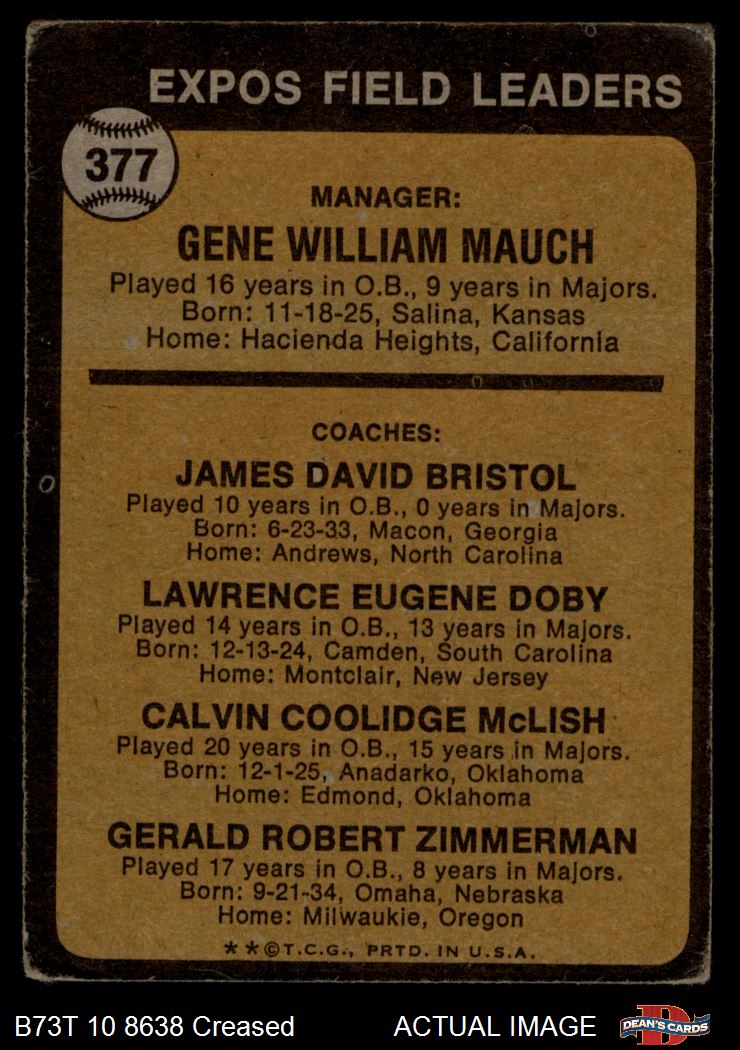 EXPOS FIELD LEADERS
377
MANAGER:
GENE WILLIAM MAUCH
Played 16 years in O.B., 9 years in Majors.
Born: 11-18-25, Salina, Kansas
Home: Hacienda Heights, California
COACHES:
JAMES DAVID BRISTOL
Played 10 years in O.B., 0 years in Majors.
Born: 6-23-33, Macon, Georgia
Home: Andrews, North Carolina
LAWRENCE EUGENE DOBY
Played 14 years in O.B., 13 years in Majors.
Born: 12-13-24, Camden, South Carolina
Home: Montclair, New Jersey
CALVIN COOLIDGE McLISH
Played 20 years in O.B., 15 years in Majors.
Born: 12-1-25, Anadarko, Oklahoma
Home: Edmond, Oklahoma
GERALD ROBERT ZIMMERMAN
Played 17 years in O.B., 8 years in Majors.
Born: 9-21-34, Omaha, Nebraska
Home: Milwaukie, Oregon
**©T.C.G., PRTD. IN U.S.A.
B73T 10 8638 Creased
ACTUAL IMAGE
D
DEAN'S CARDS